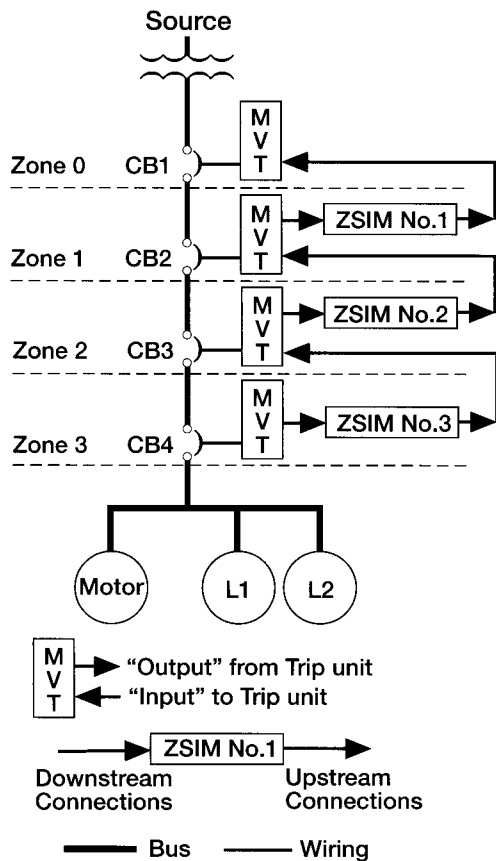 Source
M
V
T
Zone 0 CB1
M
V
T
ZSIM No.1
Zone 1 CB2
M
V
T
ZSIM No.2
Zone 2 CB3
M
V
T
ZSIM No.3
Zone 3 CB4
Motor L1 L2
M
V
T
“Output” from Trip unit
“Input” to Trip unit
ZSIM No.1
Downstream Connections
Upstream Connections
Bus Wiring